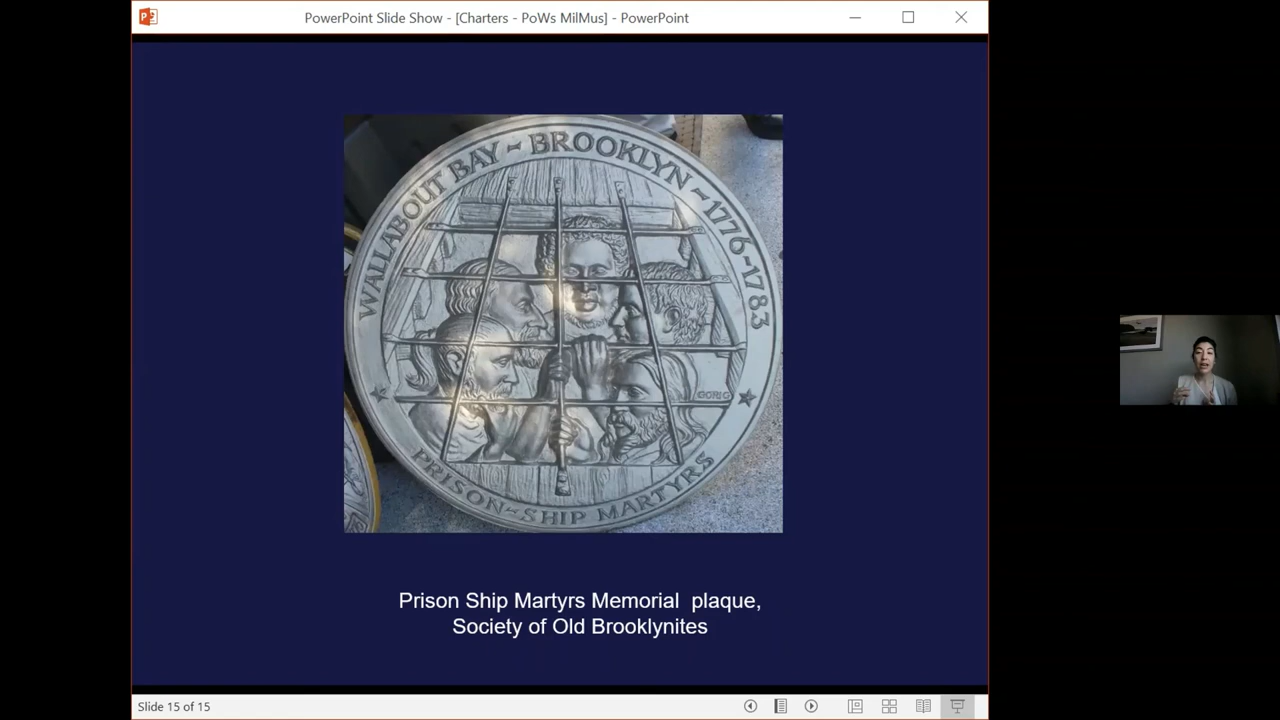 PowerPoint Slide Show - [Charters - PoWs MilMus] - PowerPoint
WALLABOUT BAY ~ BROOKLYN ~ 1776~1783
GORIG
PRISON~SHIP MARTYRS
Prison Ship Martyrs Memorial plaque,
Society of Old Brooklynites
Slide 15 of 15